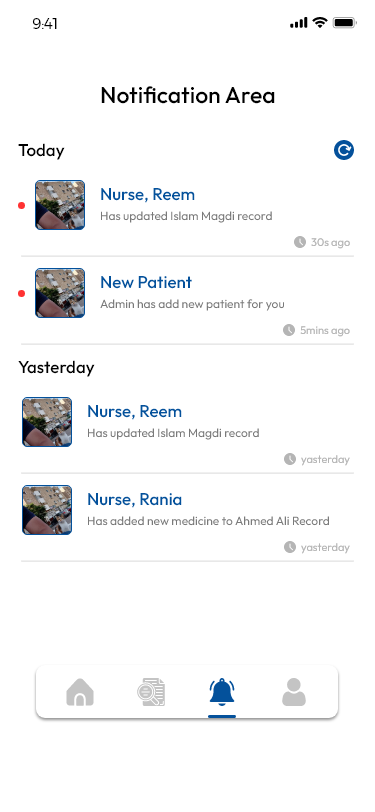 9:41
Notification Area
Today
Nurse, Reem
Has updated Islam Magdi record
30s ago
New Patient
Admin has add new patient for you
5mins ago
Yasterday
Nurse, Reem
Has updated Islam Magdi record
yasterday
Nurse, Rania
Has added new medicine to Ahmed Ali Record
yasterday